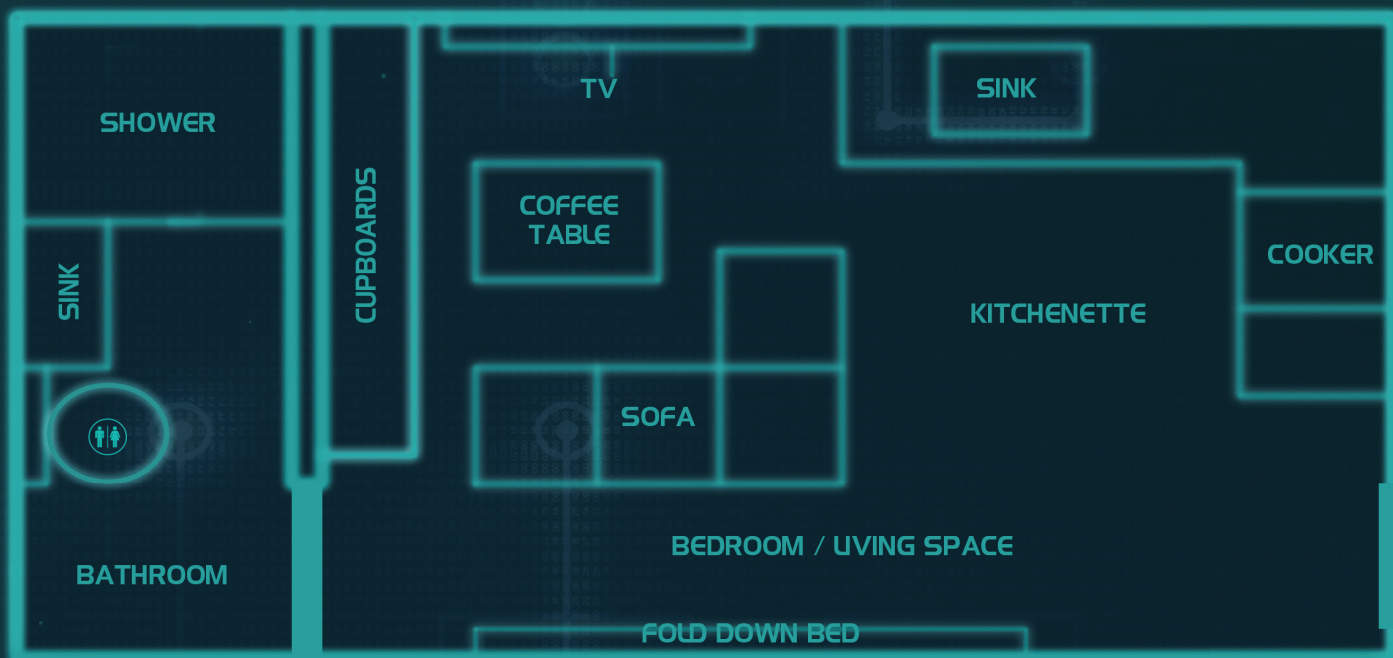 SHOWER
SINK
BATHROOM
CUPBOARDS
TV
COFFEE
TABLE
SOFA
SINK
COOKER
KITCHENETTE
BEDROOM / LIVING SPACE
FOLD DOWN BED